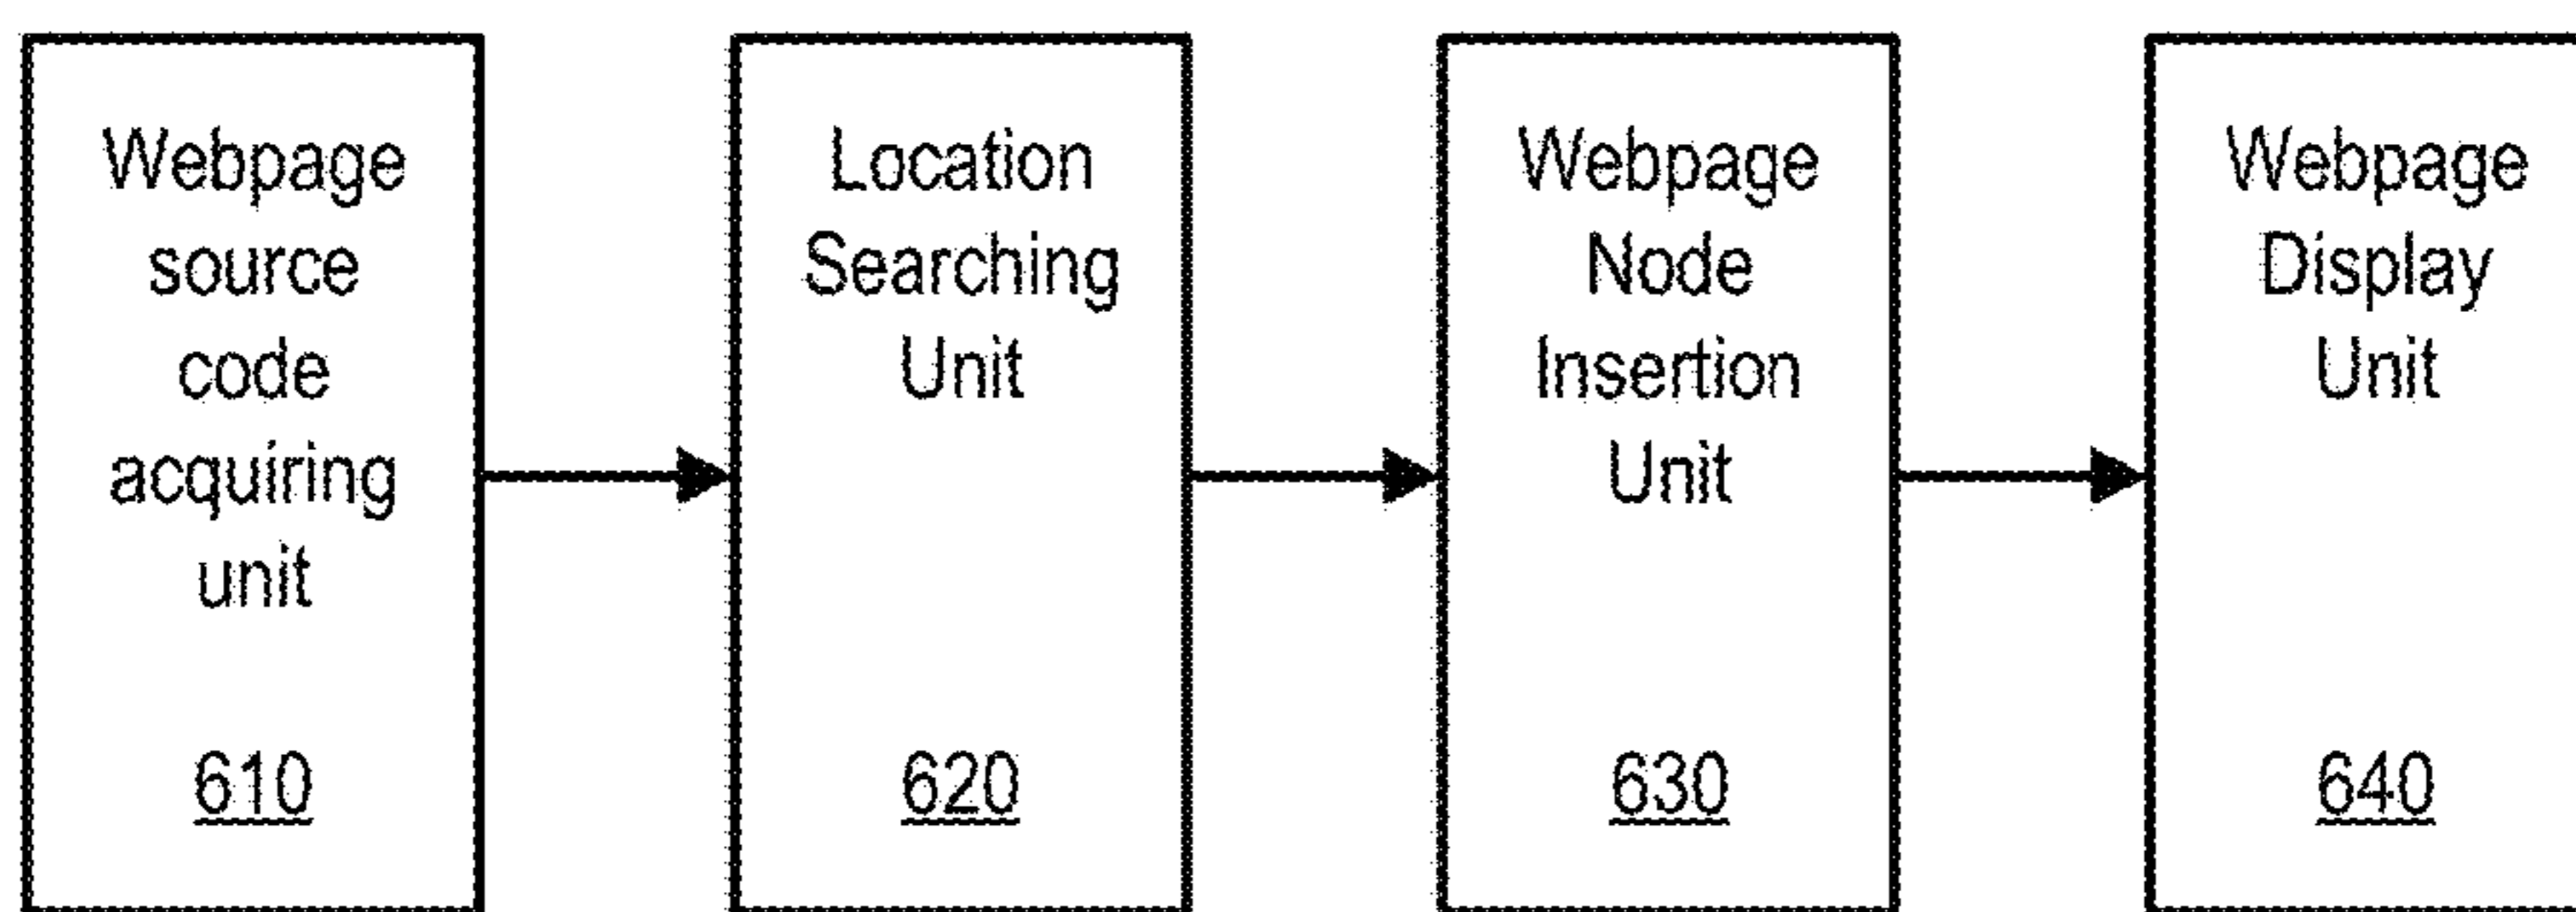 Webpage
source
code
acquiring
unit
610
Location
Searching
Unit
620
Webpage
Node
Insertion
Unit
630
Webpage
Display
Unit
640